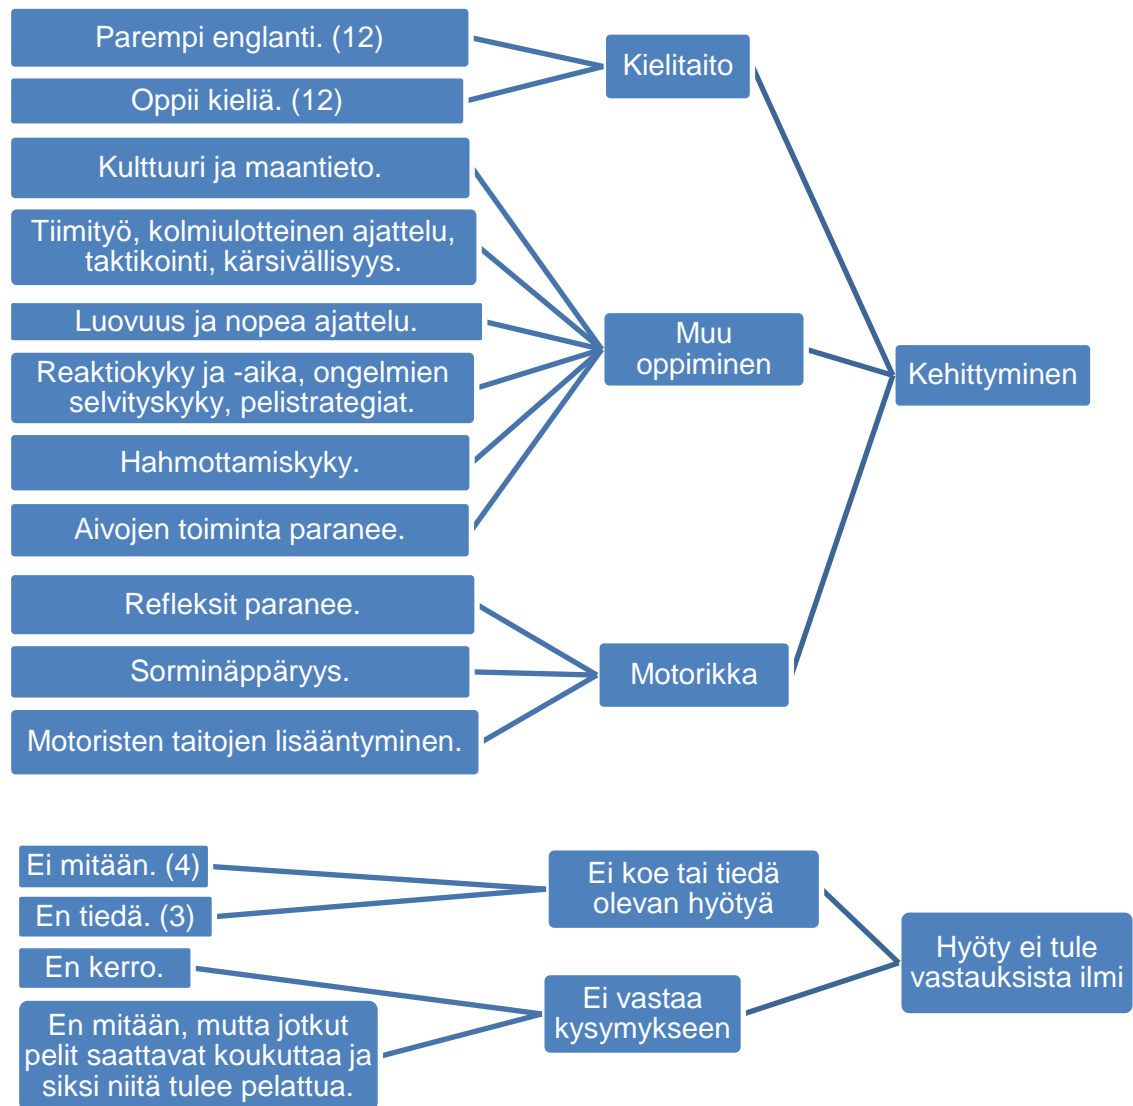 Parempi englanti. (12)
Oppii kieliä. (12)
Kielitaito
Kulttuuri ja maantieto.
Tiimityö, kolmiulotteinen ajattelu,
taktikointi, kärsivällisyys.
Luovuus ja nopea ajattelu.
Reaktiokyky ja -aika, ongelmien
selvityskyky, pelistrategiat.
Hahmottamiskyky.
Aivojen toiminta paranee.
Muu
oppiminen
Refleksit paranee.
Sorminäppäryys.
Motoristen taitojen lisääntyminen.
Motorikka
Kehittyminen
Ei mitään. (4)
En tiedä. (3)
Ei koe tai tiedä
olevan hyötyä
En kerro.
En mitään, mutta jotkut
pelit saattavat koukuttaa ja
siksi niitä tulee pelattua.
Ei vastaa
kysymykseen
Hyöty ei tule
vastauksista ilmi